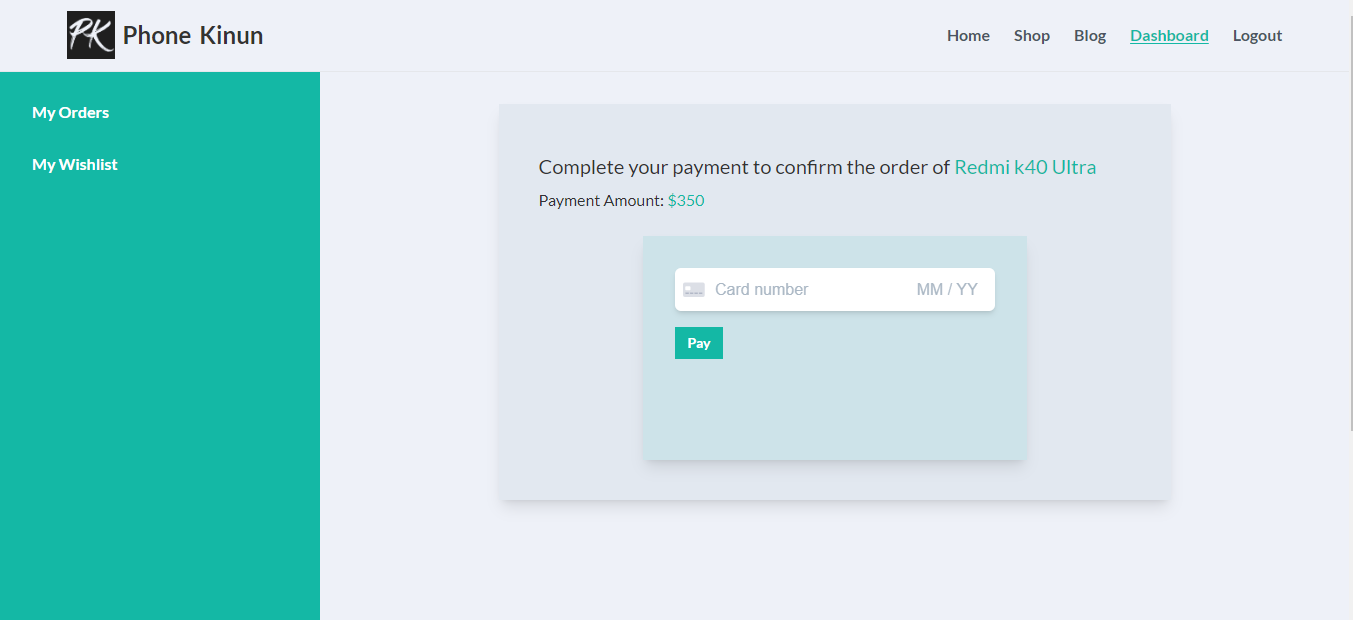 PK Phone Kinun
Home Shop Blog Dashboard Logout
My Orders
My Wishlist
Complete your payment to confirm the order of Redmi k40 Ultra
Payment Amount: $350
Card number MM / YY
Pay